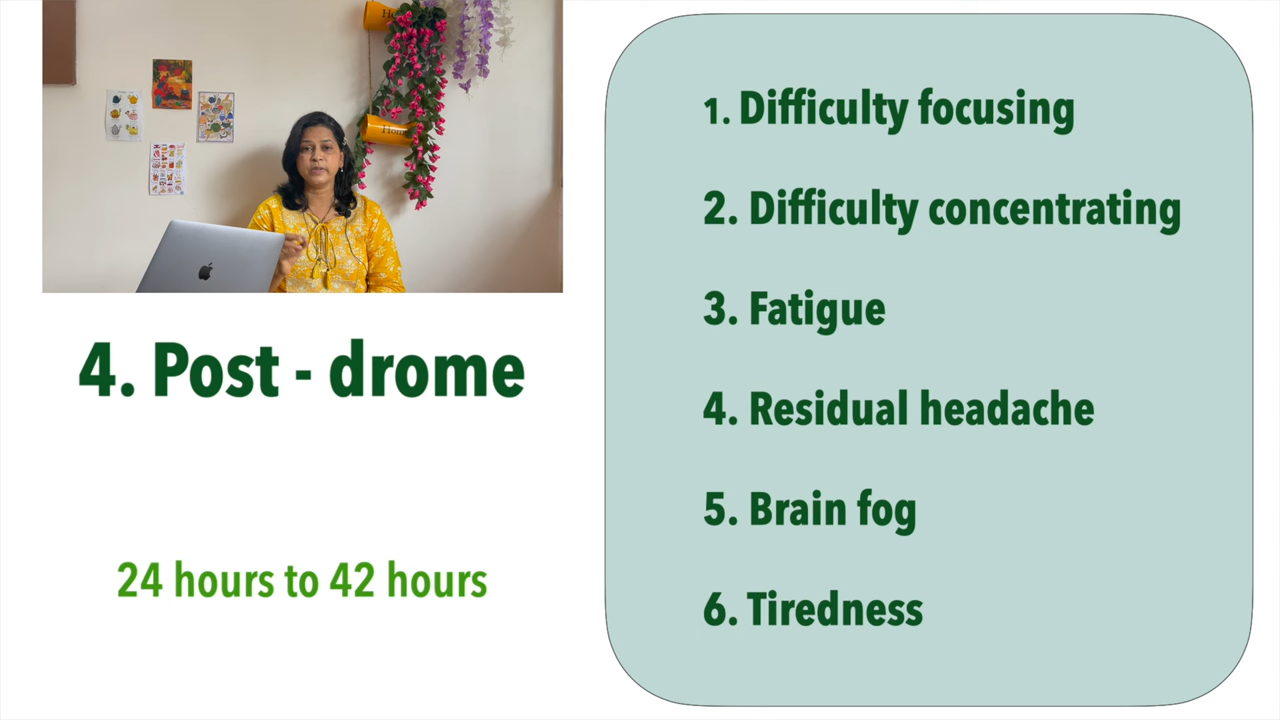 4. Post - drome
24 hours to 42 hours
1. Difficulty focusing
2. Difficulty concentrating
3. Fatigue
4. Residual headache
5. Brain fog
6. Tiredness